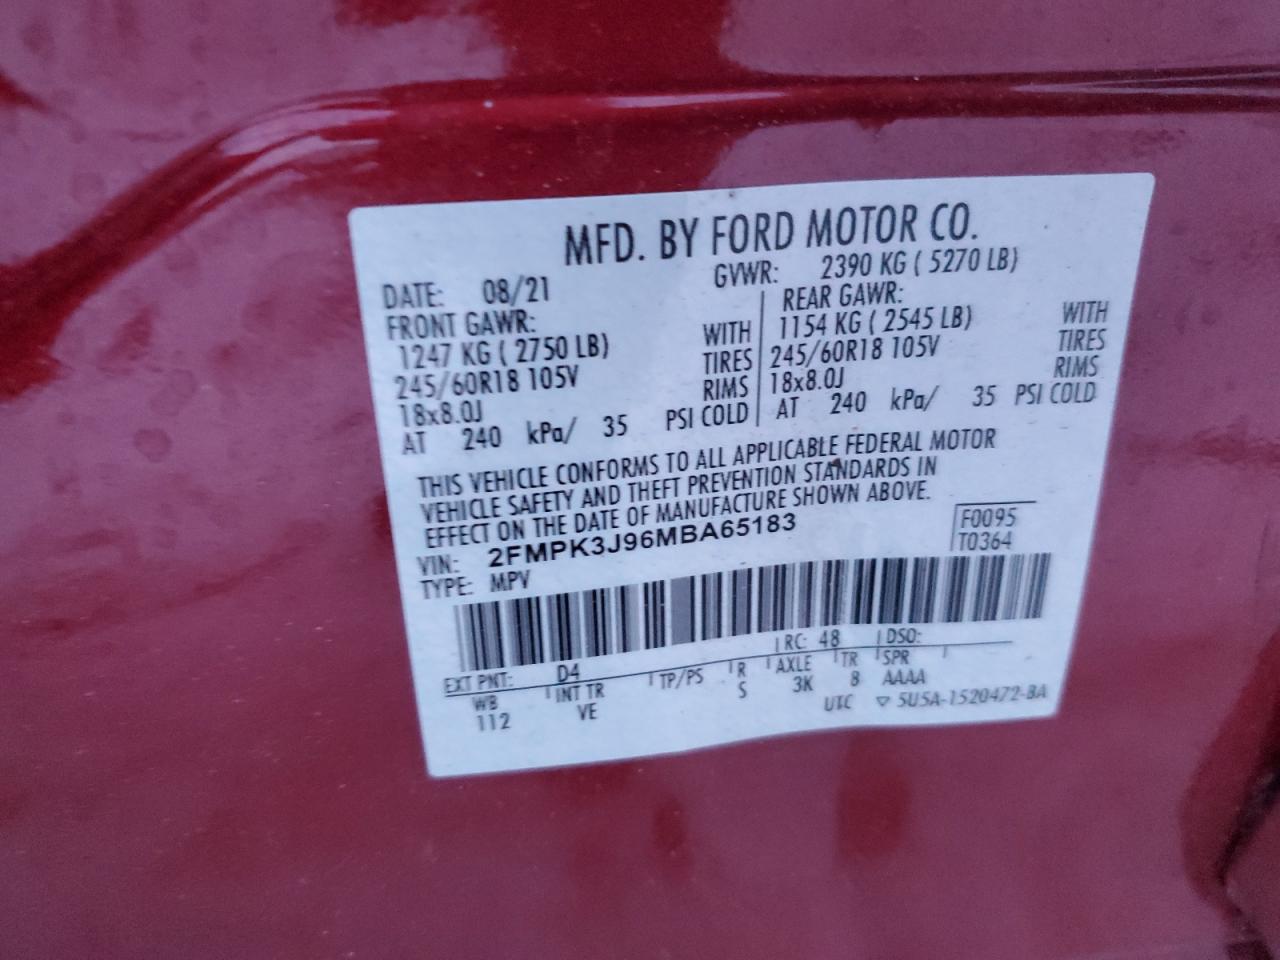 MFD. BY FORD MOTOR CO.
DATE: 08/21 GVWR: 2390 KG ( 5270 LB)
FRONT GAWR:
1247 KG ( 2750 LB) WITH
245/60R18 105V TIRES
18x8.0J RIMS
AT 240 kPa/ 35 PSI COLD
REAR GAWR:
1154 KG ( 2545 LB) WITH
245/60R18 105V TIRES
18x8.0J RIMS
AT 240 kPa/ 35 PSI COLD
THIS VEHICLE CONFORMS TO ALL APPLICABLE FEDERAL MOTOR
VEHICLE SAFETY AND THEFT PREVENTION STANDARDS IN
EFFECT ON THE DATE OF MANUFACTURE SHOWN ABOVE.
VIN: 2FMPK3J96MBA65183
TYPE: MPV
F0095
T0364
EXT PNT: D4 RC: 48 DSO:
WB INT TR TP/PS R AXLE TR SPR
112 VE S 3K 8 AAAA
UTC ▽ 5U5A-1520472-BA